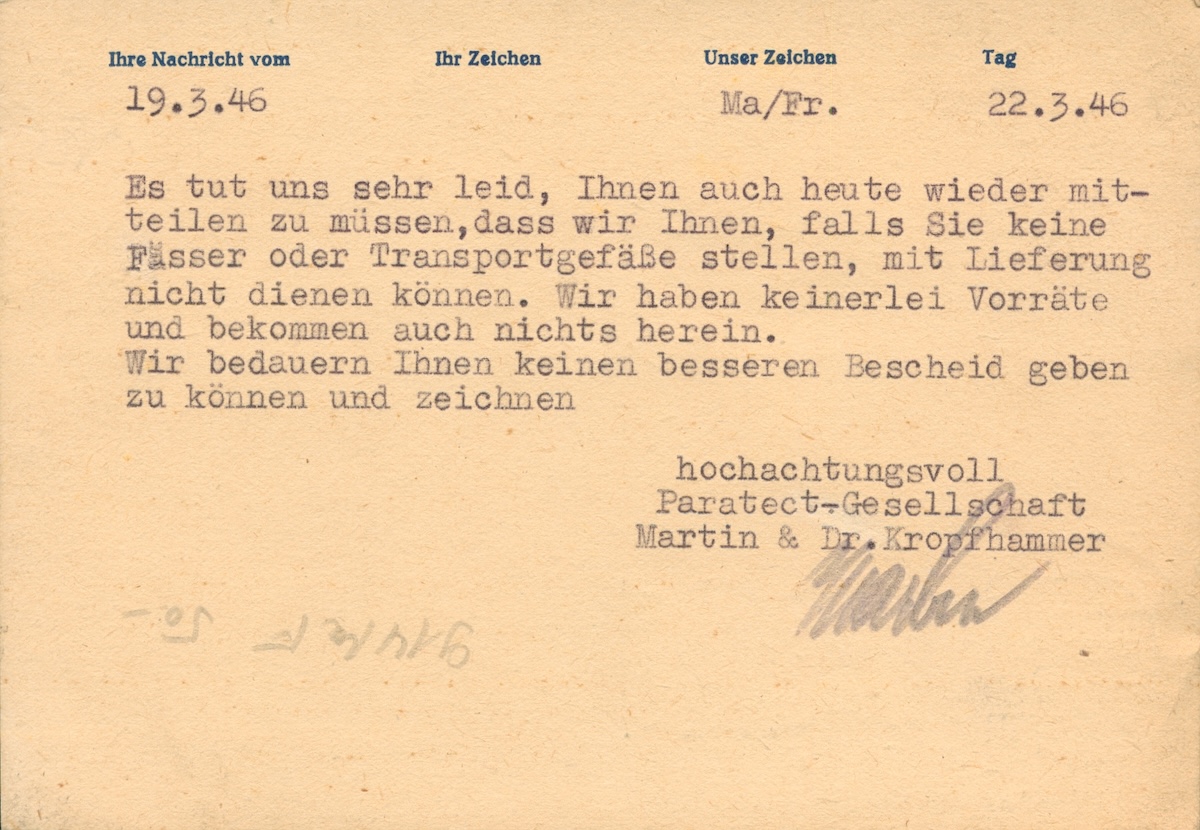 Ihre Nachricht vom Ihr Zeichen Unser Zeichen Tag
19.3.46 Ma/Fr. 22.3.46
Es tut uns sehr leid, Ihnen auch heute wieder mit-
teilen zu müssen,dass wir Ihnen, falls Sie keine
Fässer oder Transportgefäße stellen, mit Lieferung
nicht dienen können. Wir haben keinerlei Vorräte
und bekommen auch nichts herein.
Wir bedauern Ihnen keinen besseren Bescheid geben
zu können und zeichnen
hochachtungsvoll
Paratect-Gesellschaft
Martin & Dr.Kropfhammer
Martin
50.-